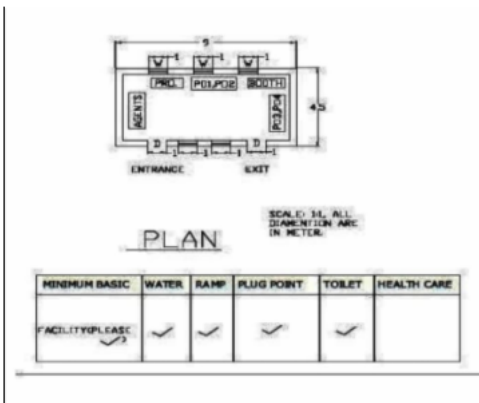 9
1 1 1
W W W
PRO. PO1,PO2 BOOTH
AGENTS
PO3,PO4
4.5
D D
1 1 1 1
ENTRANCE EXIT
SCALE: 1:1, ALL
DIAMENTION ARE
IN METER.
PLAN
MINIMUM BASIC WATER RAMP PLUG POINT TOILET HEALTH CARE
FACILITY(PLEASE
✓) ✓ ✓ ✓ ✓